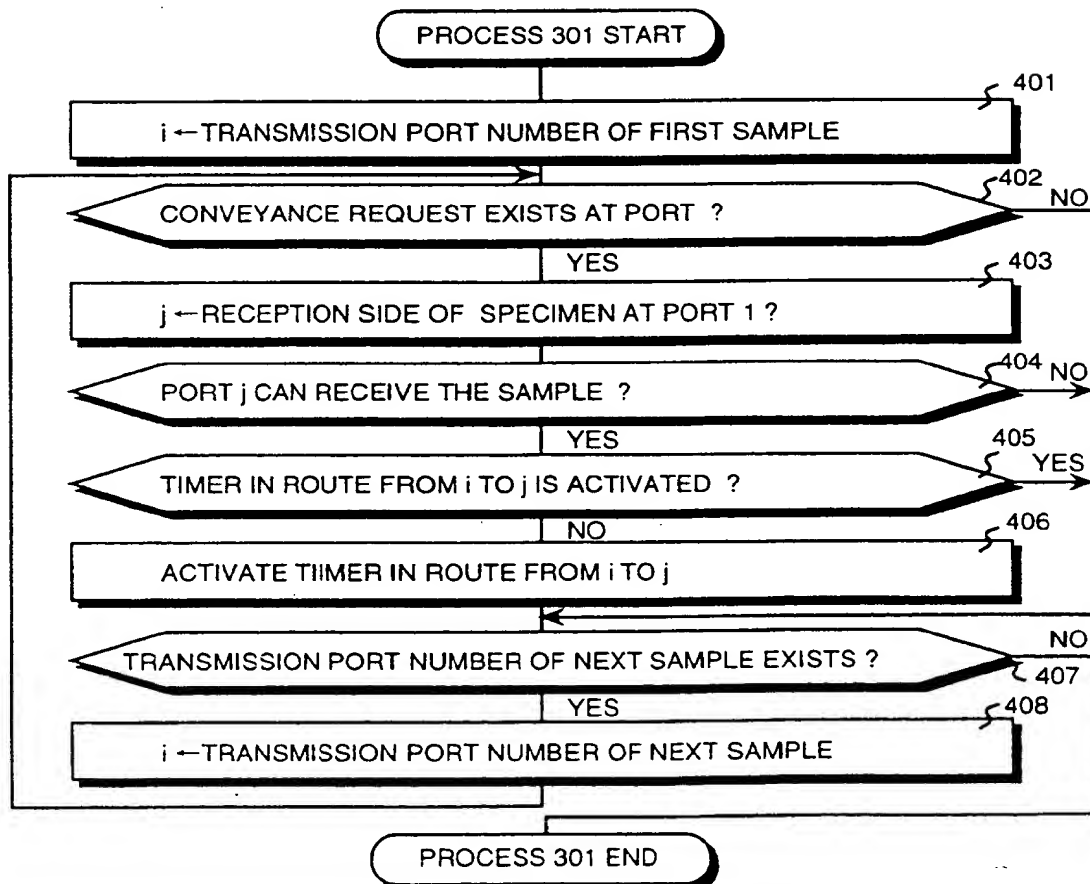 PROCESS 301 START
401
i ← TRANSMISSION PORT NUMBER OF FIRST SAMPLE
402
CONVEYANCE REQUEST EXISTS AT PORT ?
NO
YES
403
j ← RECEPTION SIDE OF SPECIMEN AT PORT 1 ?
404
PORT j CAN RECEIVE THE SAMPLE ?
NO
YES
405
TIMER IN ROUTE FROM i TO j IS ACTIVATED ?
YES
NO
406
ACTIVATE TIIMER IN ROUTE FROM i TO j
TRANSMISSION PORT NUMBER OF NEXT SAMPLE EXISTS ?
NO
407
YES
408
i ← TRANSMISSION PORT NUMBER OF NEXT SAMPLE
PROCESS 301 END